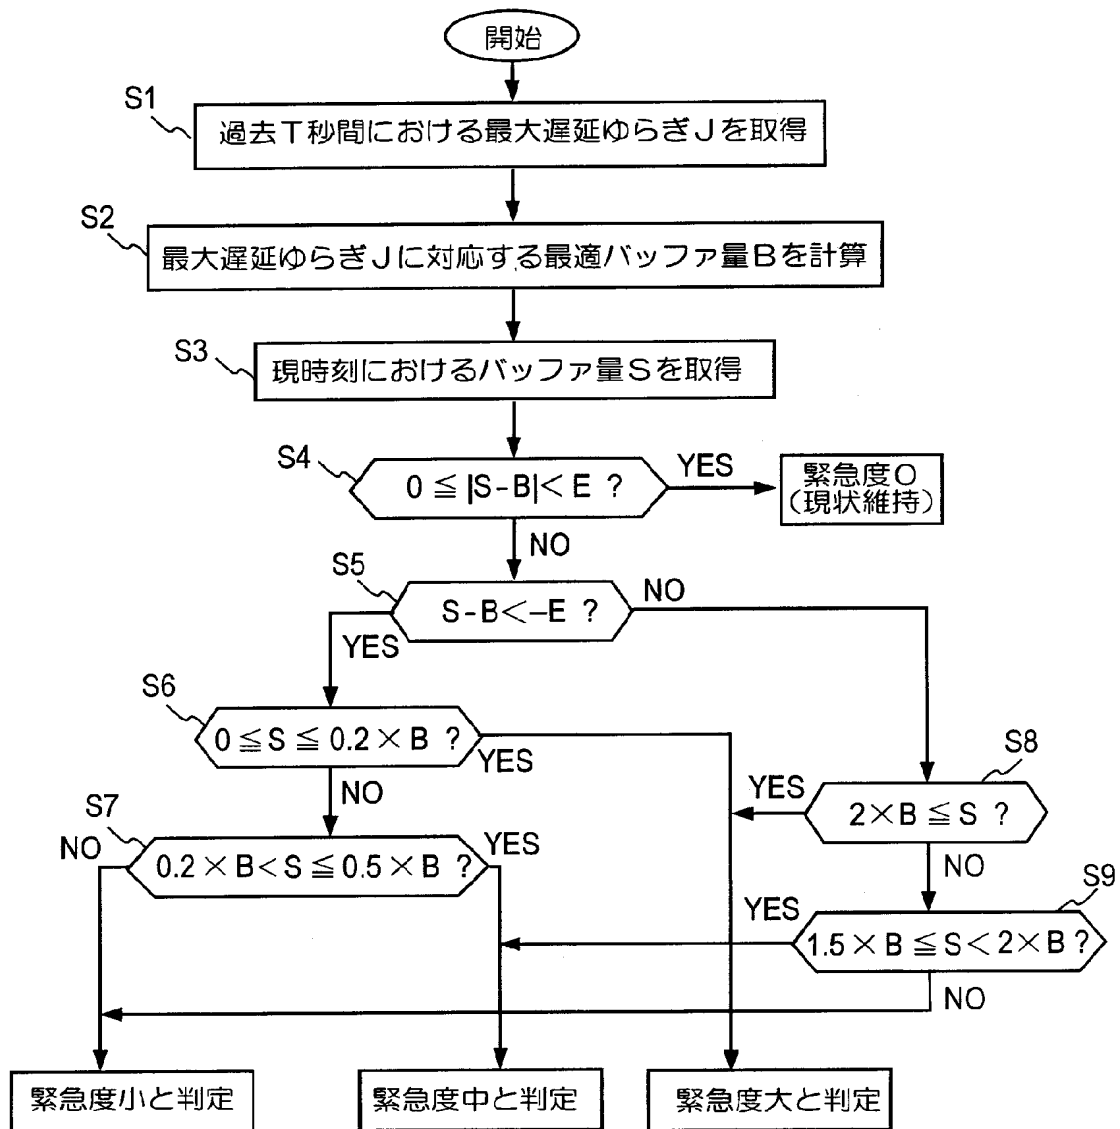 開始
S1
過去T秒間における最大遅延ゆらぎJを取得
S2
最大遅延ゆらぎJに対応する最適バッファ量Bを計算
S3
現時刻におけるバッファ量Sを取得
S4
0≦|S-B|<E ?
YES
緊急度0
(現状維持)
NO
S5
S-B<-E ?
NO
YES
S6
0≦S≦0.2×B ?
YES
NO
S8
YES
2×B≦S ?
NO
S7
NO
0.2×B<S≦0.5×B ?
YES
S9
YES
1.5×B≦S<2×B?
NO
緊急度小と判定
緊急度中と判定
緊急度大と判定